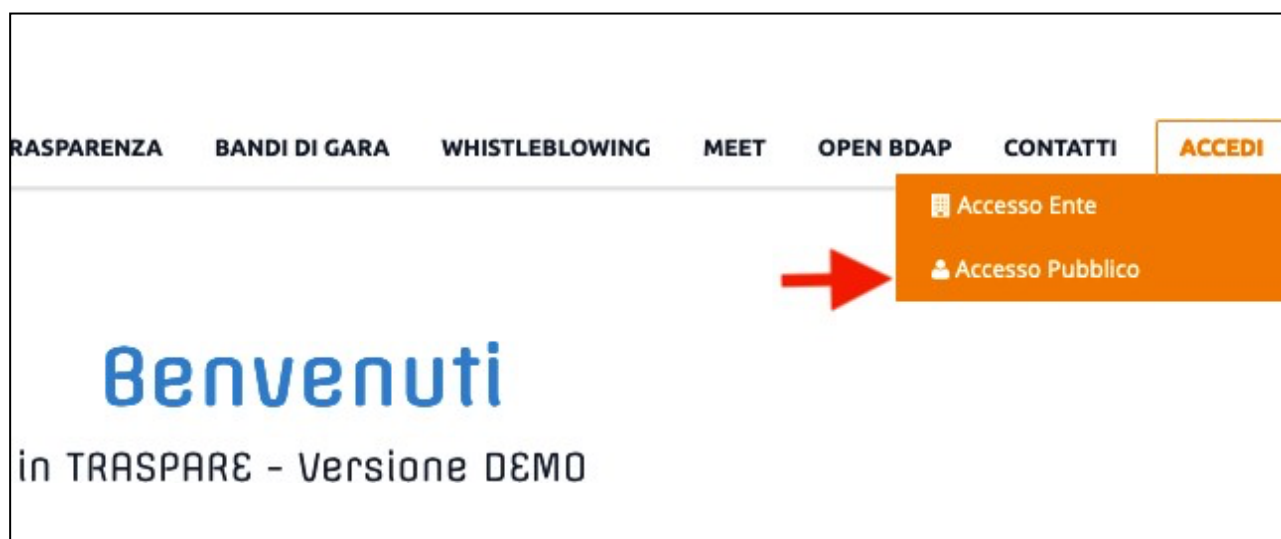 RASPARENZA BANDI DI GARA WHISTLEBLOWING MEET OPEN BDAP CONTATTI ACCEDI
Accesso Ente
Accesso Pubblico
Benvenuti
in TRASPARE - Versione DEMO